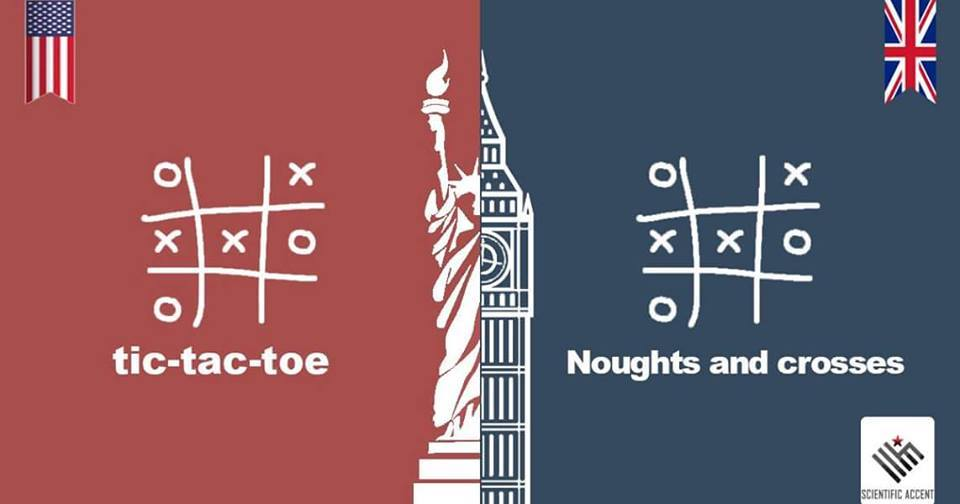 O X
X X O
O
tic-tac-toe
O X
X X O
O
Noughts and crosses
SCIENTIFIC ACCENT